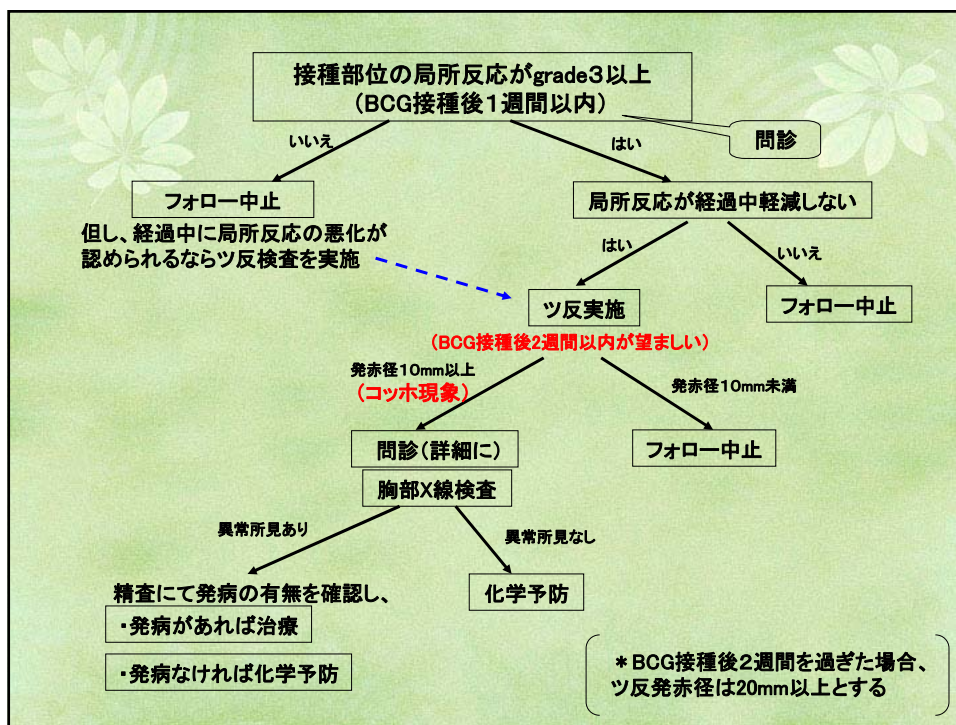 接種部位の局所反応がgrade3以上
(BCG接種後1週間以内)
問診
いいえ
はい
フォロー中止
但し、経過中に局所反応の悪化が
認められるならツ反検査を実施
局所反応が経過中軽減しない
はい
いいえ
ツ反実施
フォロー中止
(BCG接種後2週間以内が望ましい)
発赤径10mm以上
(コッホ現象)
発赤径10mm未満
問診(詳細に)
フォロー中止
胸部X線検査
異常所見あり
異常所見なし
精査にて発病の有無を確認し、
化学予防
・発病があれば治療
・発病なければ化学予防
*BCG接種後2週間を過ぎた場合、
ツ反発赤径は20mm以上とする